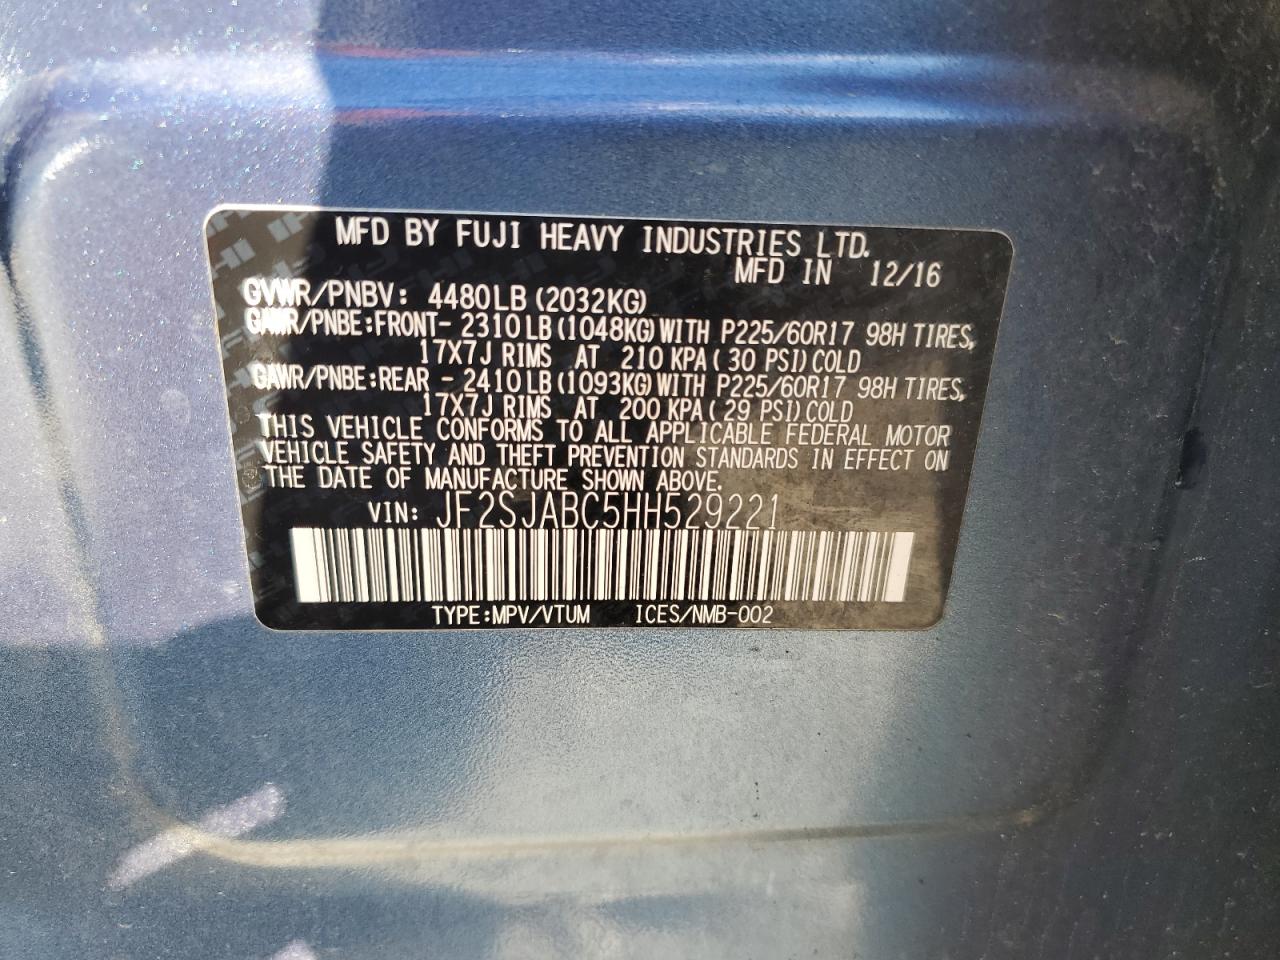 MFD BY FUJI HEAVY INDUSTRIES LTD.
MFD IN 12/16
GVWR/PNBV: 4480LB(2032KG)
GAWR/PNBE:FRONT- 2310LB(1048KG)WITH P225/60R17 98H TIRES,
17X7J RIMS AT 210 KPA( 30 PSI)COLD
GAWR/PNBE:REAR - 2410LB(1093KG)WITH P225/60R17 98H TIRES,
17X7J RIMS AT 200 KPA( 29 PSI)COLD
THIS VEHICLE CONFORMS TO ALL APPLICABLE FEDERAL MOTOR
VEHICLE SAFETY AND THEFT PREVENTION STANDARDS IN EFFECT ON
THE DATE OF MANUFACTURE SHOWN ABOVE.
VIN: JF2SJABC5HH529221
TYPE:MPV/VTUM ICES/NMB-002